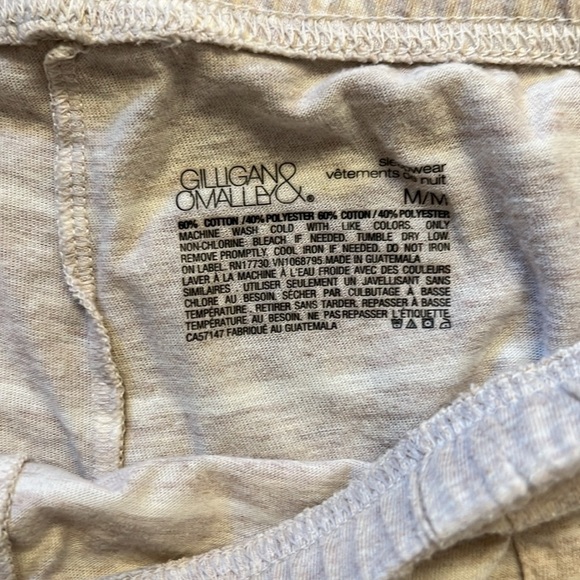 GILLIGAN &
OMALLEY®
sleepwear
vêtements de nuit
M/M
60% COTTON /40% POLYESTER 60% COTON / 40% POLYESTER
MACHINE WASH COLD WITH LIKE COLORS. ONLY
NON-CHLORINE BLEACH IF NEEDED. TUMBLE DRY LOW.
REMOVE PROMPTLY, COOL IRON IF NEEDED. DO NOT IRON
ON LABEL. RN17730. VN1068795.MADE IN GUATEMALA
LAVER À LA MACHINE À L'EAU FROIDE AVEC DES COULEURS
SIMILAIRES . UTILISER SEULEMENT UN JAVELLISANT SANS
CHLORE AU BESOIN. SÉCHER PAR CULBUTAGE À BASSE
TEMPÉRATURE, RETIRER SANS TARDER. REPASSER À BASSE
TEMPÉRATURE AU BESOIN. NE PAS REPASSER L'ÉTIQUETTE
CA57147 FABRIQUÉ AU GUATEMALA